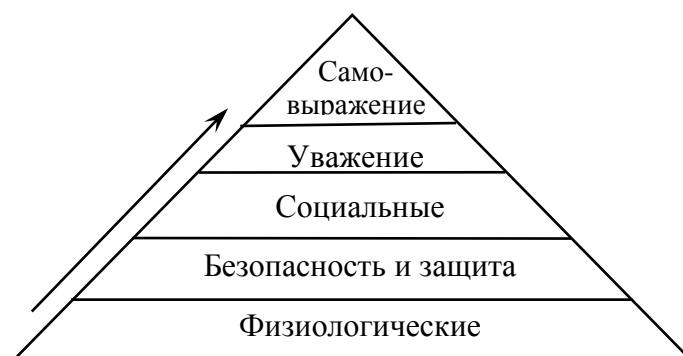 Само-
выражение
Уважение
Социальные
Безопасность и защита
Физиологические